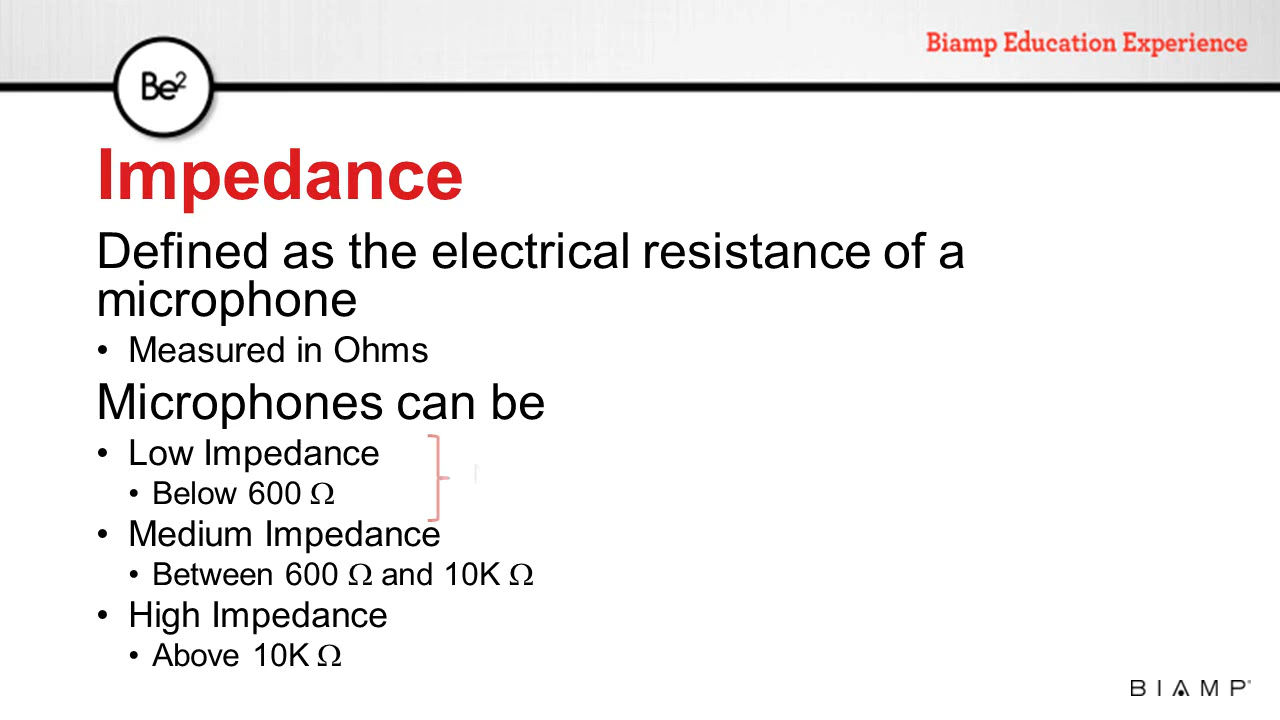 Biamp Education Experience
Be²
Impedance
Defined as the electrical resistance of a
microphone
• Measured in Ohms
Microphones can be
• Low Impedance
• Below 600 Ω
• Medium Impedance
• Between 600 Ω and 10K Ω
• High Impedance
• Above 10K Ω
BIAMP®